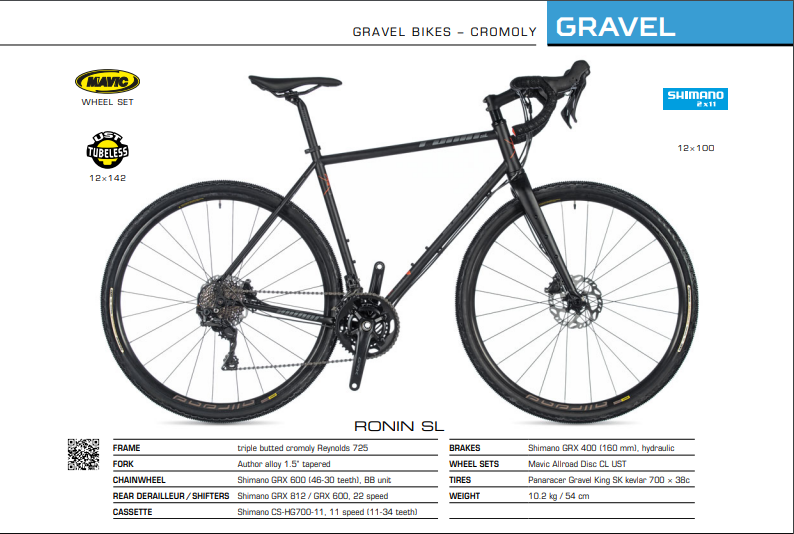 GRAVEL BIKES – CROMOLY
GRAVEL
MAVIC
WHEEL SET
UST
TUBELESS
12×142
SHIMANO
2x11
12×100
RONIN SL
FRAME triple butted cromoly Reynolds 725
FORK Author alloy 1.5" tapered
CHAINWHEEL Shimano GRX 600 (46-30 teeth), BB unit
REAR DERAILLEUR / SHIFTERS Shimano GRX 812 / GRX 600, 22 speed
CASSETTE Shimano CS-HG700-11, 11 speed (11-34 teeth)
BRAKES Shimano GRX 400 (160 mm), hydraulic
WHEEL SETS Mavic Allroad Disc CL UST
TIRES Panaracer Gravel King SK kevlar 700 × 38c
WEIGHT 10.2 kg / 54 cm